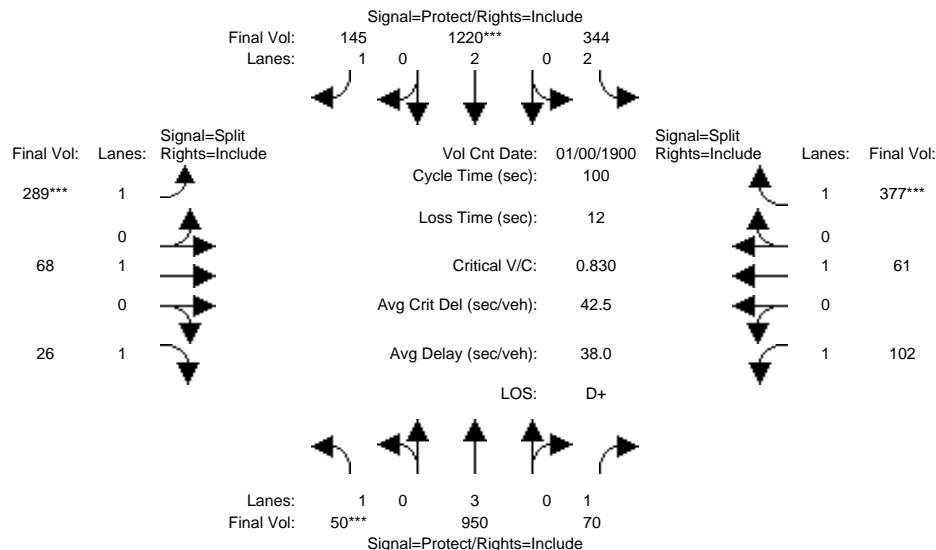 Signal=Protect/Rights=Include
Final Vol: 145 1220*** 344
Lanes: 1 0 2 0 2
Signal=Split Signal=Split
Final Vol: Lanes: Rights=Include Vol Cnt Date: 01/00/1900 Rights=Include Lanes: Final Vol:
Cycle Time (sec): 100
289*** 1 1 377***
Loss Time (sec): 12
0 0
68 1 Critical V/C: 0.830 1 61
0 Avg Crit Del (sec/veh): 42.5 0
26 1 Avg Delay (sec/veh): 38.0 1 102
LOS: D+
Lanes: 1 0 3 0 1
Final Vol: 50*** 950 70
Signal=Protect/Rights=Include